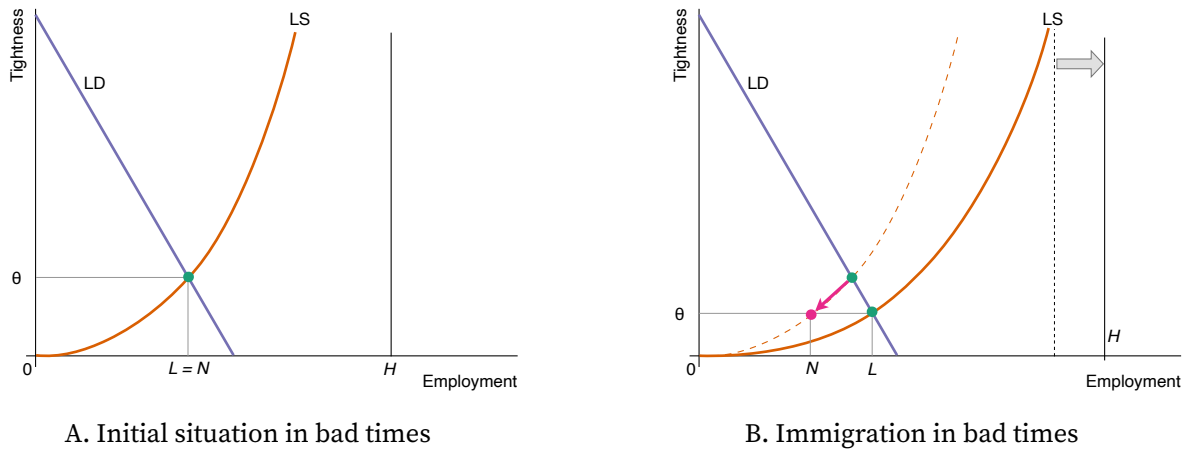 Tightness
LS
LD
θ
0
L = N
H
Employment
A. Initial situation in bad times
Tightness
LS
LD
θ
H
0
N
L
Employment
B. Immigration in bad times